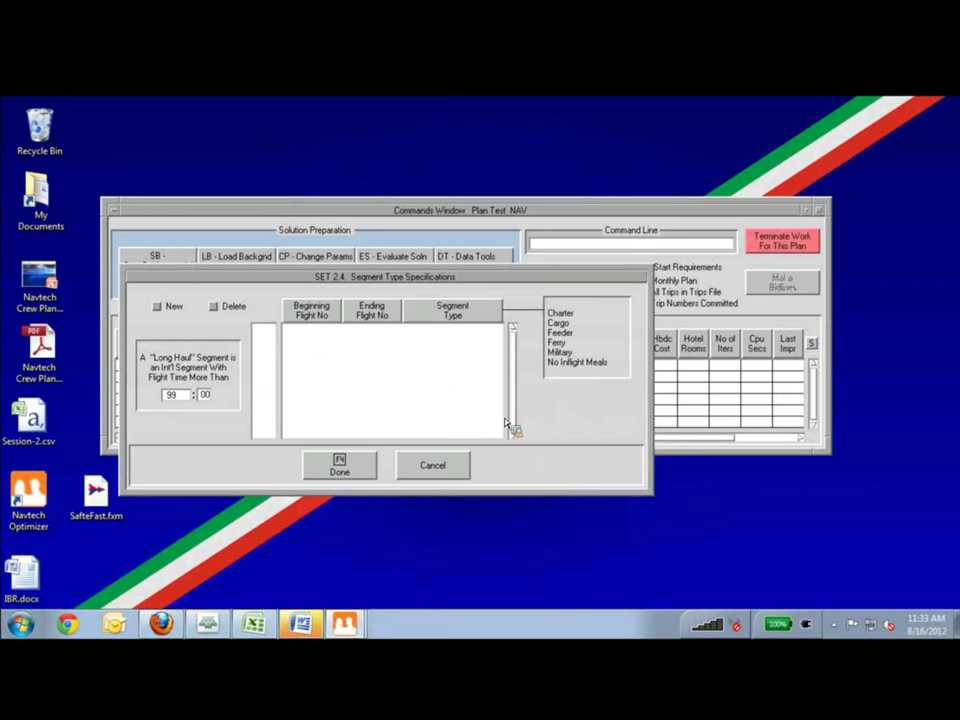 Recycle Bin
My
Documents
Navtech
Crew Plan...
PDF
Navtech
Crew Plan...
Session-2.csv
Navtech
Optimizer
SafteFast.fxm
IBR.docx
Commands Window Plan Test NAV
Solution Preparation
Command Line
Terminate Work
For This Plan
SB -
LB - Load Backgnd
CP - Change Params
ES - Evaluate Soln
DT - Data Tools
Start Requirements
Monthly Plan
All Trips in Trips File
Trip Numbers Committed
Bidlines
SET 2.4. Segment Type Specifications
New
Delete
Beginning
Flight No
Ending
Flight No
Segment
Type
Charter
Cargo
Feeder
Ferry
Military
No Inflight Meals
A "Long Haul" Segment is
an Int'l Segment With
Flight Time More Than
99 : 00
F4
Done
Cancel
Hbdc
Cost
Hotel
Rooms
No of
Iters
Cpu
Secs
Last
Impr
S
100%
11:33 AM
8/16/2012